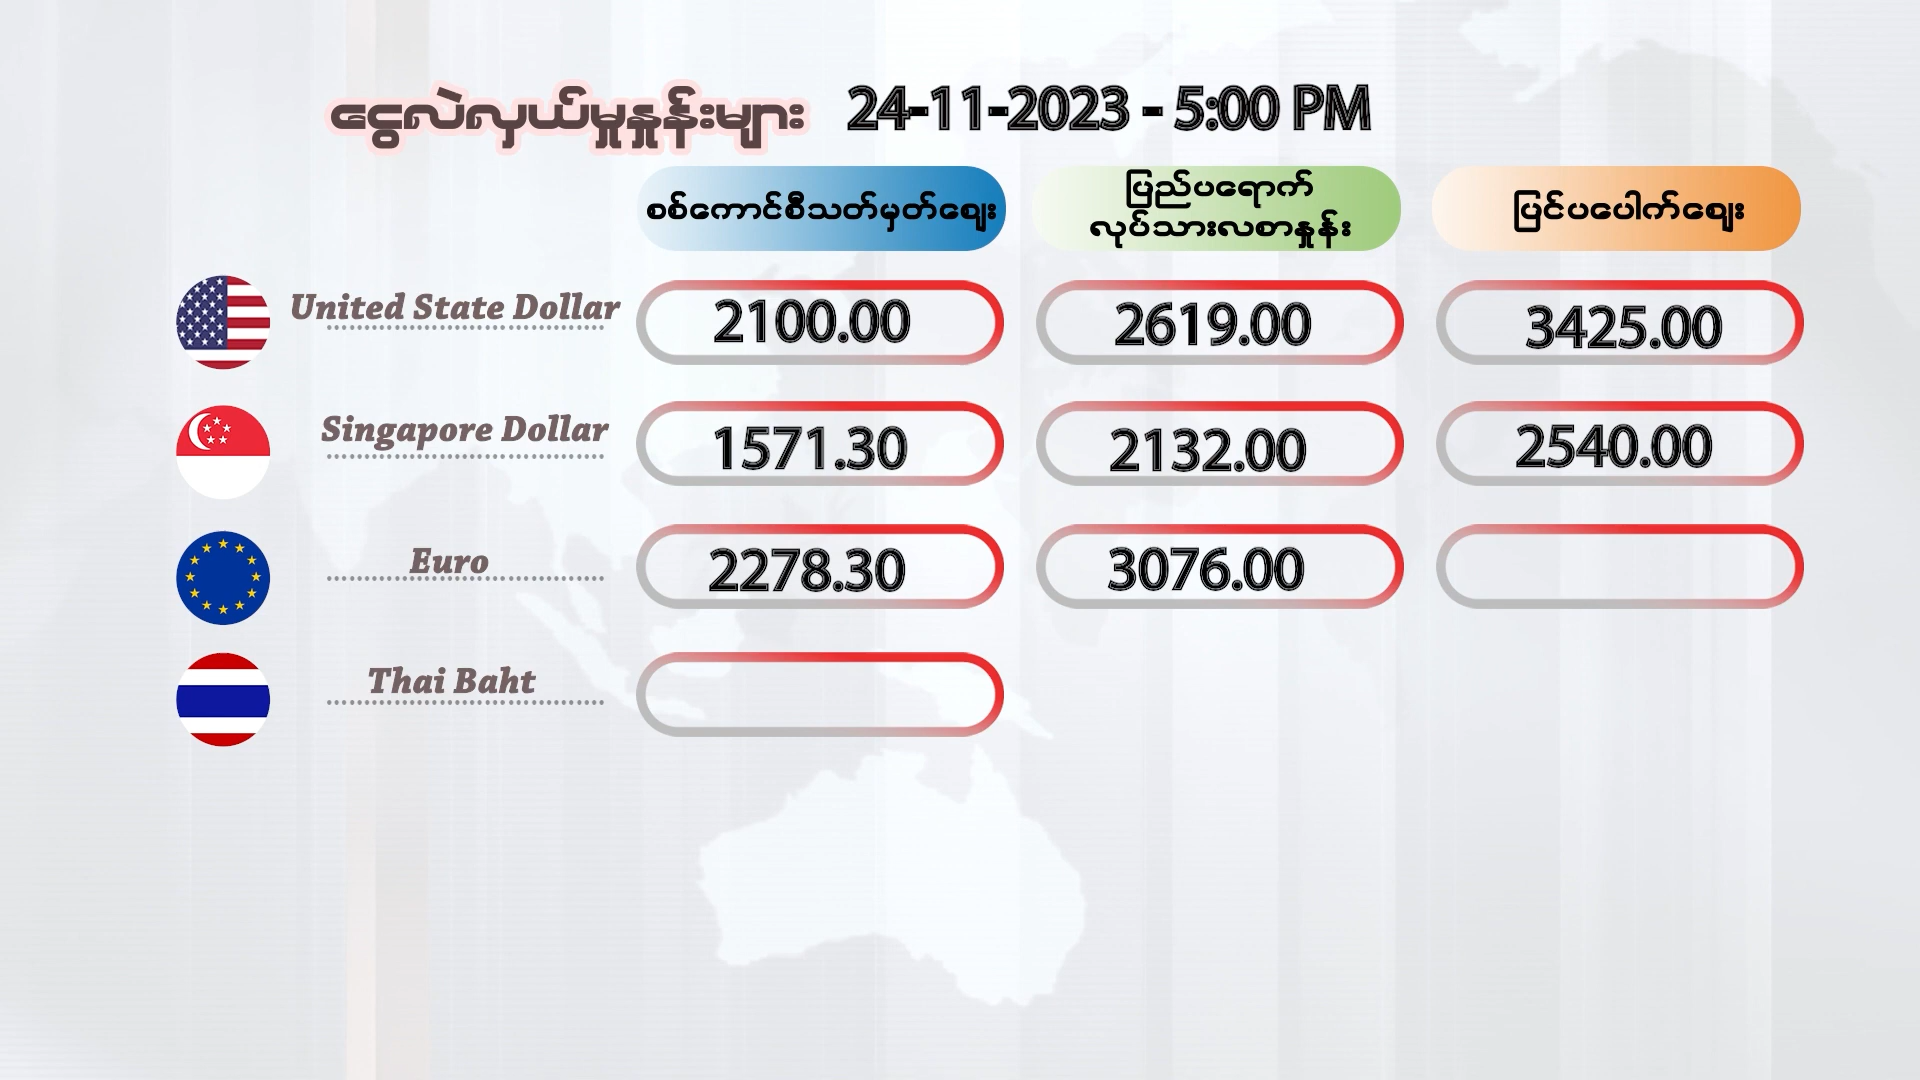 ငွေလဲလှယ်မှုနှုန်းများ 24-11-2023 - 5:00 PM
စစ်ကောင်စီသတ်မှတ်ဈေး
ပြည်ပရောက်
လုပ်သားလစာနှုန်း
ပြင်ပပေါက်ဈေး
United State Dollar 2100.00 2619.00 3425.00
Singapore Dollar 1571.30 2132.00 2540.00
Euro 2278.30 3076.00
Thai Baht